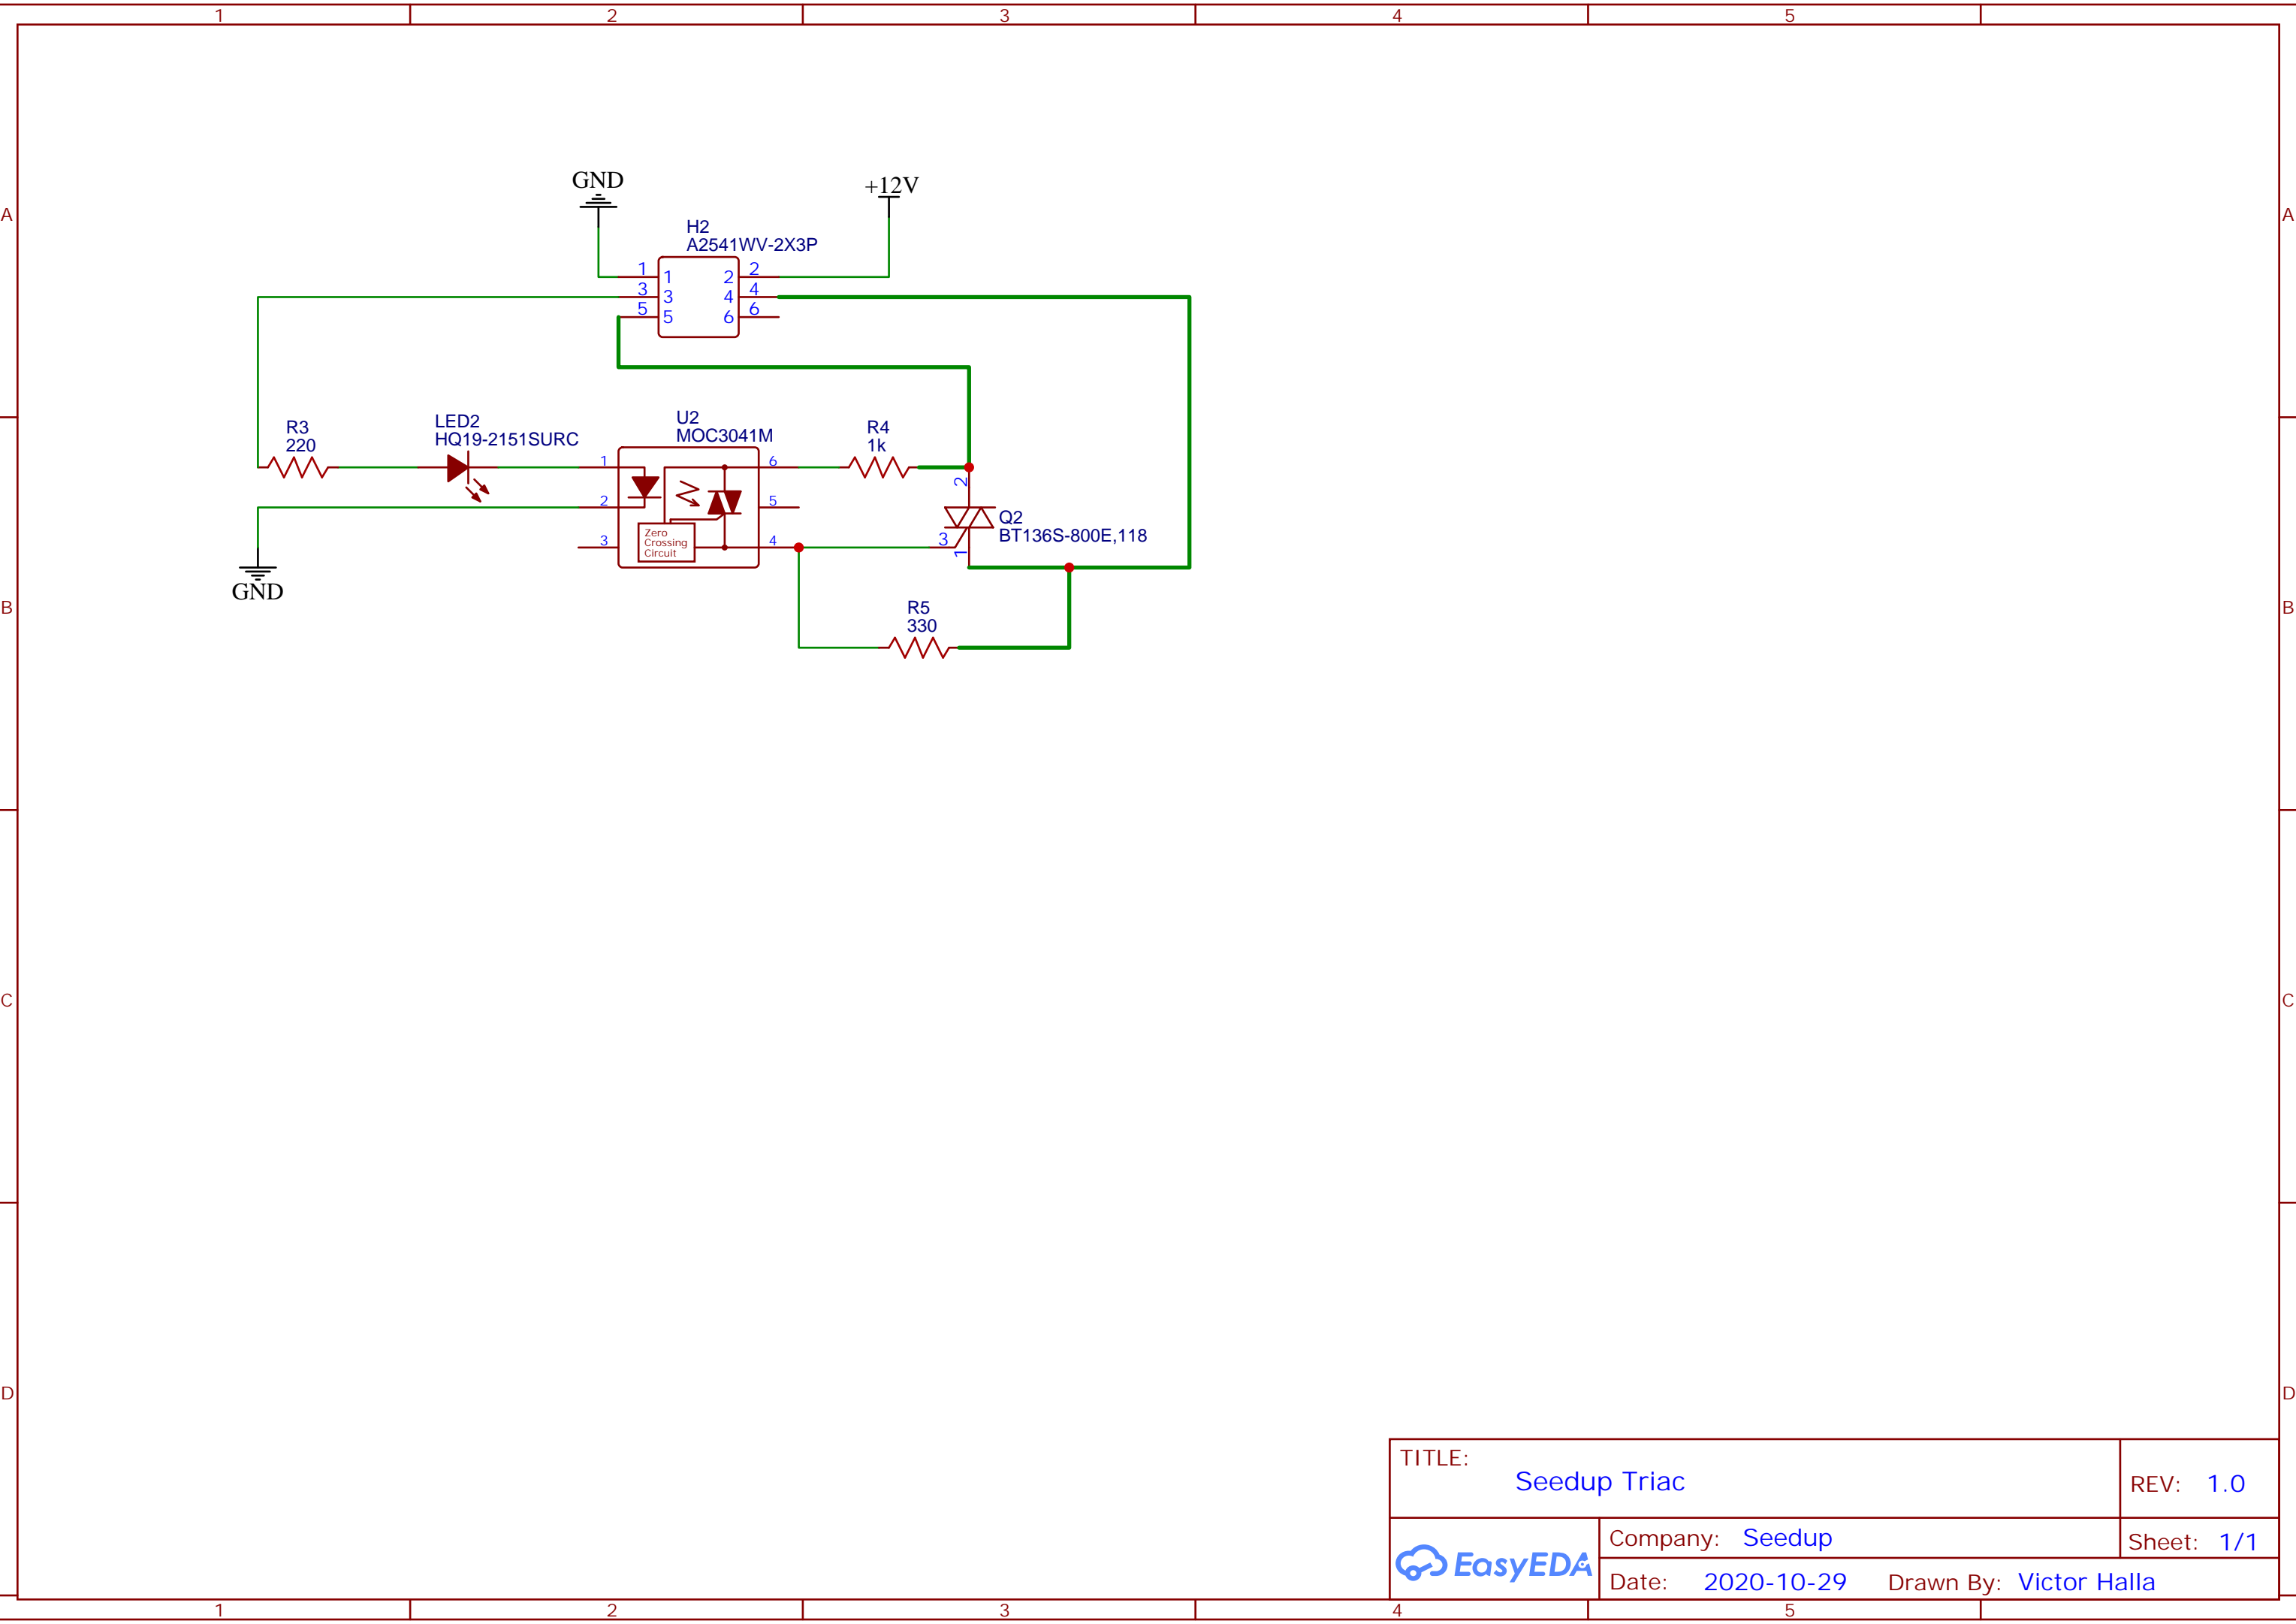 1 2 3 4 5
A A
GND
+12V
H2
A2541WV-2X3P
1 1 2 2
3 3 4 4
5 5 6 6
R3
220
LED2
HQ19-2151SURC
U2
MOC3041M
R4
1k
1 6
2 5
3 4
Zero
Crossing
Circuit
2
3
1
Q2
BT136S-800E,118
GND
B B
R5
330
C C
D D
TITLE:
Seedup Triac
REV: 1.0
EasyEDA
Company: Seedup
Sheet: 1/1
Date: 2020-10-29 Drawn By: Victor Halla
1 2 3 4 5